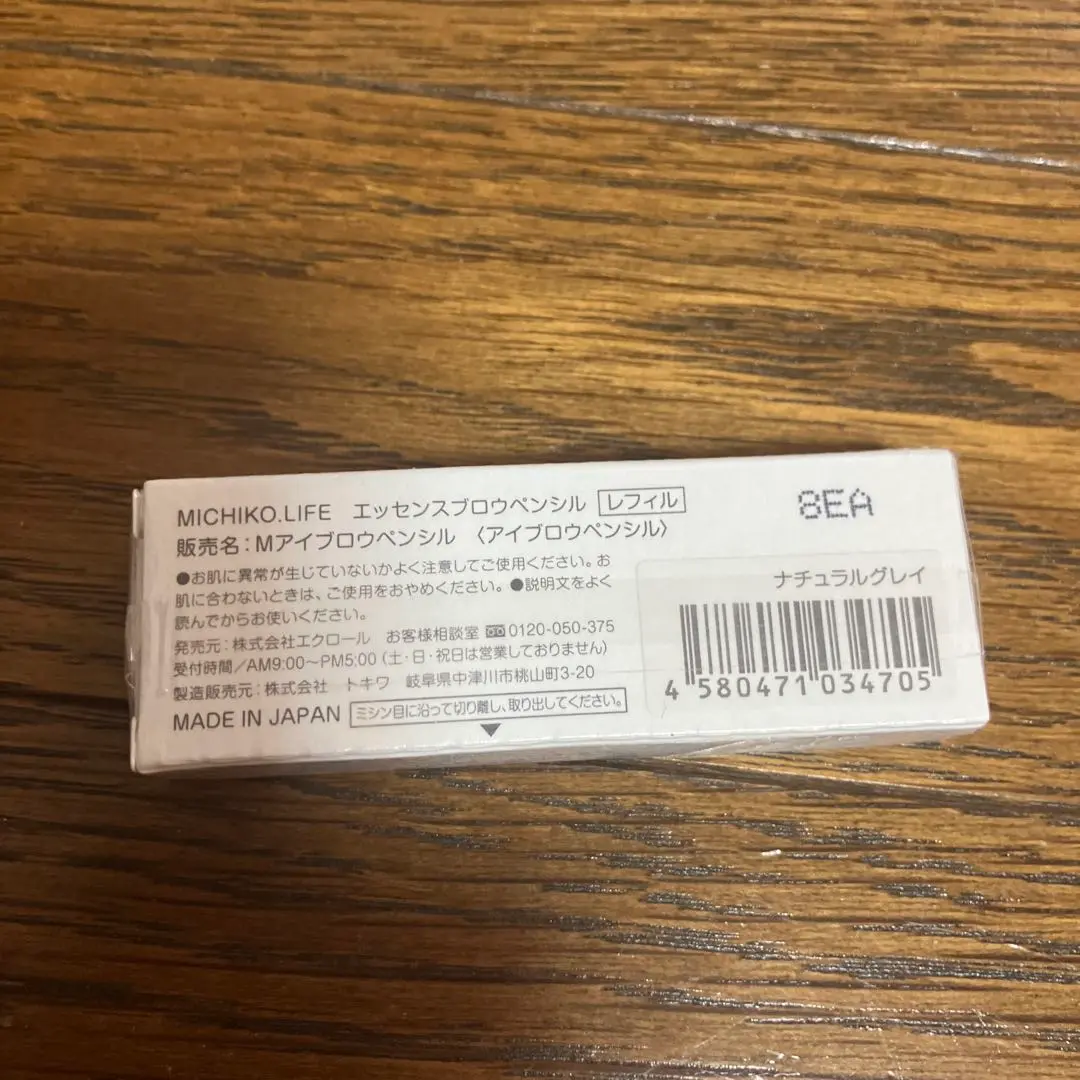 MICHIKO.LIFE エッセンスブロウペンシル レフィル
8EA
販売名：Mアイブロウペンシル 〈アイブロウペンシル〉
●お肌に異常が生じていないかよく注意してご使用ください。お
肌に合わないときは、ご使用をおやめください。●説明文をよく
読んでからお使いください。
発売元：株式会社エクロール お客様相談室 0120-050-375
受付時間／AM9:00～PM5:00（土・日・祝日は営業しておりません）
製造販売元：株式会社 トキワ 岐阜県中津川市桃山町3-20
MADE IN JAPAN ミシン目に沿って切り離し、取り出してください。
ナチュラルグレイ
4 580471 034705